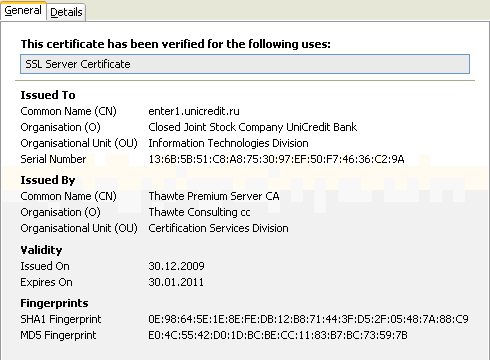 General Details
This certificate has been verified for the following uses:
SSL Server Certificate
Issued To
Common Name (CN) enter1.unicredit.ru
Organisation (O) Closed Joint Stock Company UniCredit Bank
Organisational Unit (OU) Information Technologies Division
Serial Number 13:6B:5B:51:C8:A8:75:30:97:EF:50:F7:46:36:C2:9A
Issued By
Common Name (CN) Thawte Premium Server CA
Organisation (O) Thawte Consulting cc
Organisational Unit (OU) Certification Services Division
Validity
Issued On 30.12.2009
Expires On 30.01.2011
Fingerprints
SHA1 Fingerprint 0E:98:64:5E:1E:8E:FE:DB:12:B8:71:44:3F:D5:2F:05:48:7A:88:C9
MD5 Fingerprint E0:4C:55:42:D0:1D:BC:BE:CC:11:83:B7:BC:73:59:7B